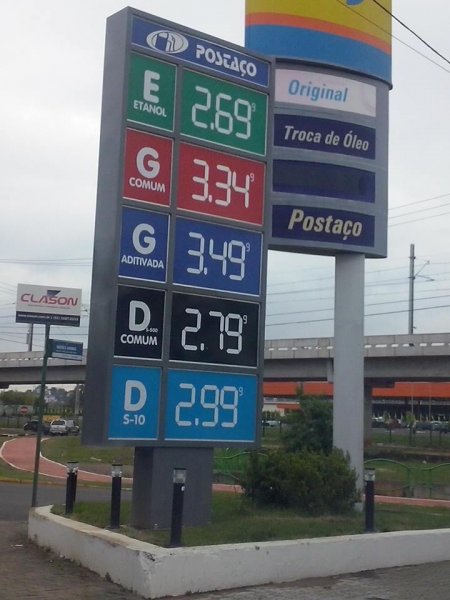 POSTAÇO
E
ETANOL
2.69⁹
G
COMUM
3.34⁹
G
ADITIVADA
3.49⁹
D S-500
COMUM
2.79⁹
D
S-10
2.99⁹
Original
Troca de Óleo
Postaço
CLASON